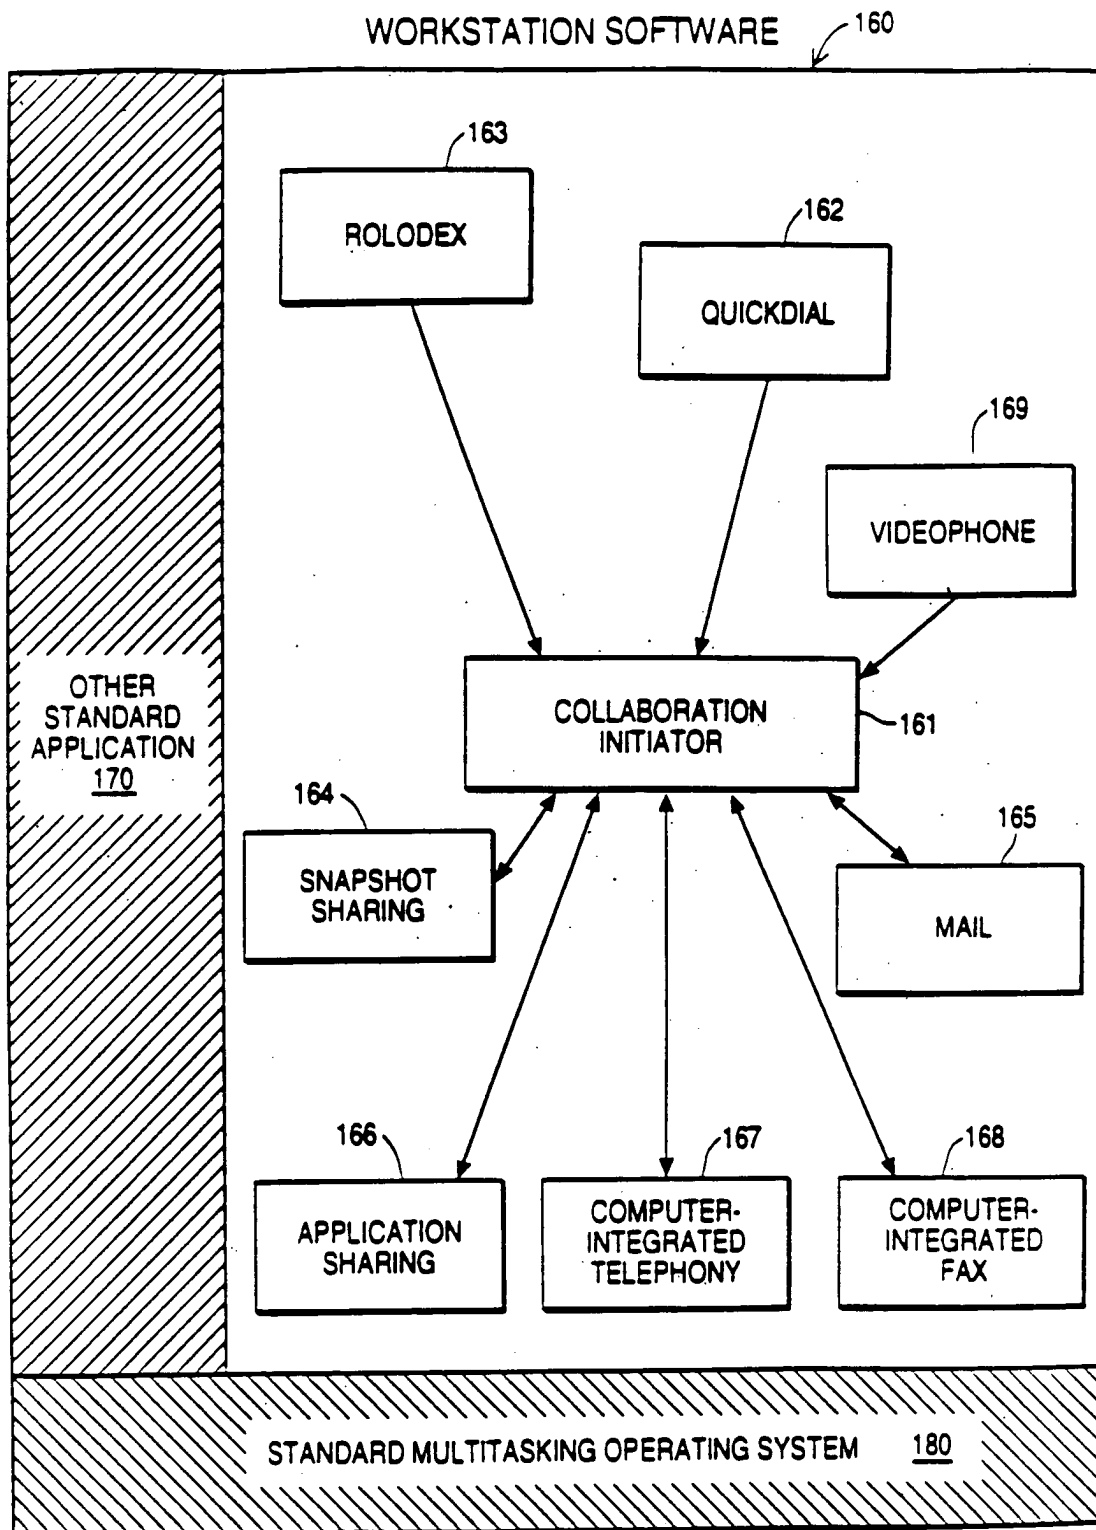 WORKSTATION SOFTWARE
160
163
ROLODEX
162
QUICKDIAL
169
VIDEOPHONE
OTHER
STANDARD
APPLICATION
170
COLLABORATION
INITIATOR
161
164
SNAPSHOT
SHARING
165
MAIL
166
APPLICATION
SHARING
167
COMPUTER-
INTEGRATED
TELEPHONY
168
COMPUTER-
INTEGRATED
FAX
STANDARD MULTITASKING OPERATING SYSTEM 180